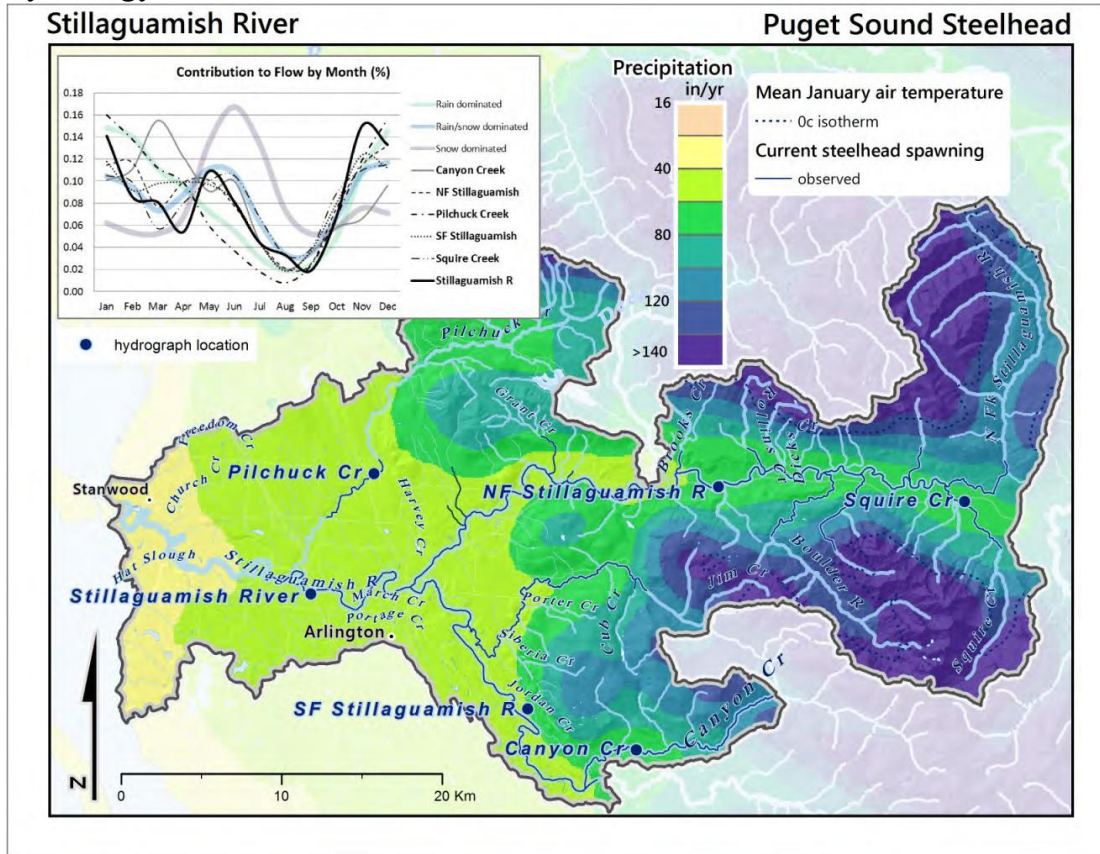 Stillaguamish River
Puget Sound Steelhead
Contribution to Flow by Month (%)
0.18
0.16
0.14
0.12
0.10
0.08
0.06
0.04
0.02
0.00
Jan Feb Mar Apr May Jun Jul Aug Sep Oct Nov Dec
Rain dominated
Rain/snow dominated
Snow dominated
Canyon Creek
NF Stillaguamish
Pilchuck Creek
SF Stillaguamish
Squire Creek
Stillaguamish R
hydrograph location
Precipitation
in/yr
16
40
80
120
>140
Mean January air temperature
0c isotherm
Current steelhead spawning
observed
Pilchuck Cr
Grant Cr
Brooks Cr
Rollins Cr
Dicks Cr
N Fk Stillaguamish R
Freedom Cr
Church Cr
Stanwood
Pilchuck Cr
Harvey Cr
NF Stillaguamish R
Squire Cr
Hat Slough
Stillaguamish R
Stillaguamish River
March Cr
Portage Cr
Arlington
Boulder R
Jim Cr
Squire Cr
Porter Cr
Cub Cr
Siberia Cr
Jordan Cr
SF Stillaguamish R
Canyon Cr
Canyon Cr
N
0 10 20 Km